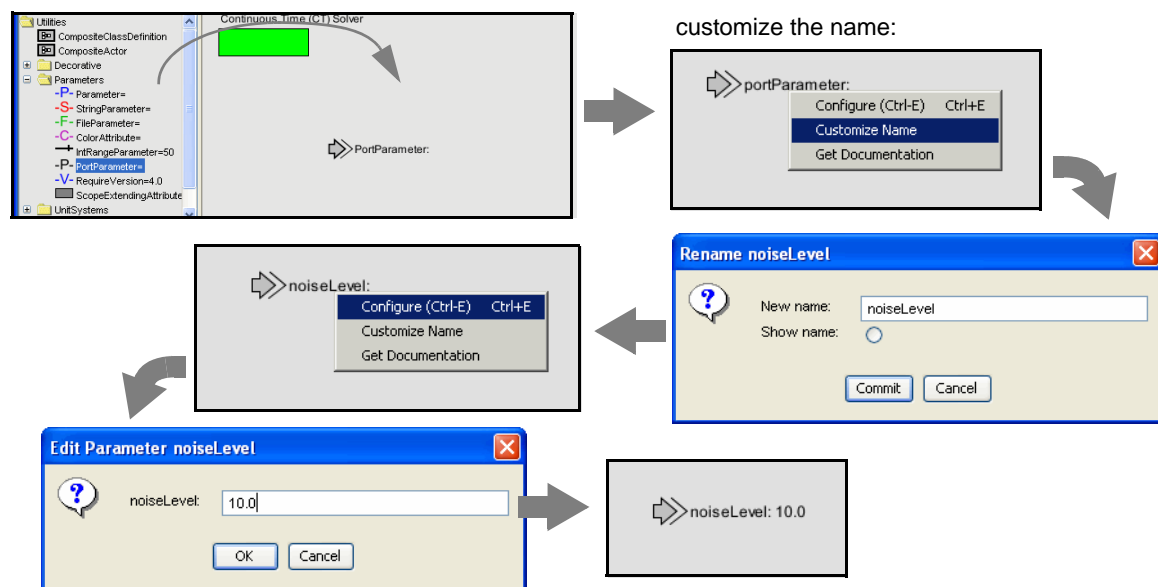 Utilities
CompositeClassDefinition
CompositeActor
Decorative
Parameters
-P- Parameter=
-S- StringParameter=
-F- FileParameter=
-C- ColorAttribute=
IntRangeParameter=50
-P- PortParameter=
-V- RequireVersion=4.0
ScopeExtendingAttribute
UnitSystems
Continuous Time (CT) Solver
PortParameter:
customize the name:
portParameter:
Configure (Ctrl-E) Ctrl+E
Customize Name
Get Documentation
Rename noiseLevel
New name: noiseLevel
Show name:
Commit Cancel
noiseLevel:
Configure (Ctrl-E) Ctrl+E
Customize Name
Get Documentation
Edit Parameter noiseLevel
noiseLevel: 10.0
OK Cancel
noiseLevel: 10.0